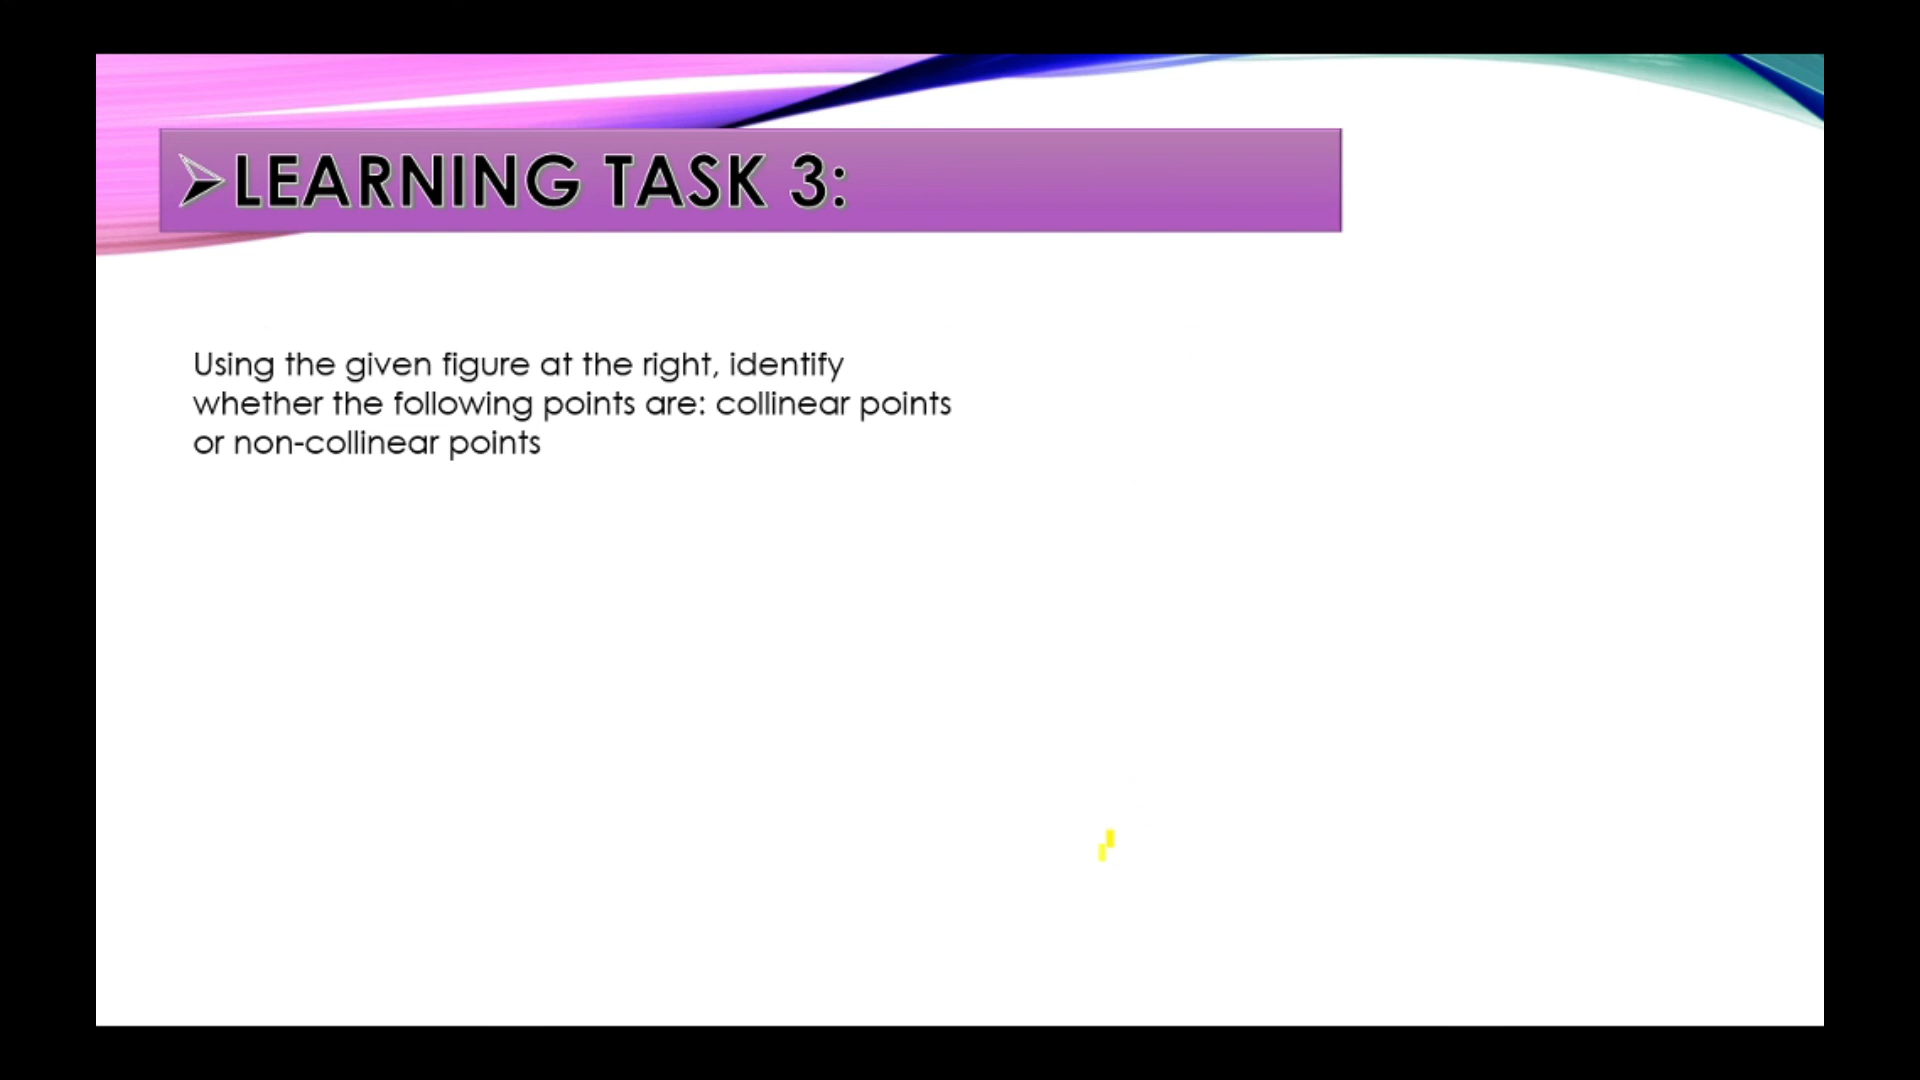 LEARNING TASK 3:
Using the given figure at the right, identify
whether the following points are: collinear points
or non-collinear points